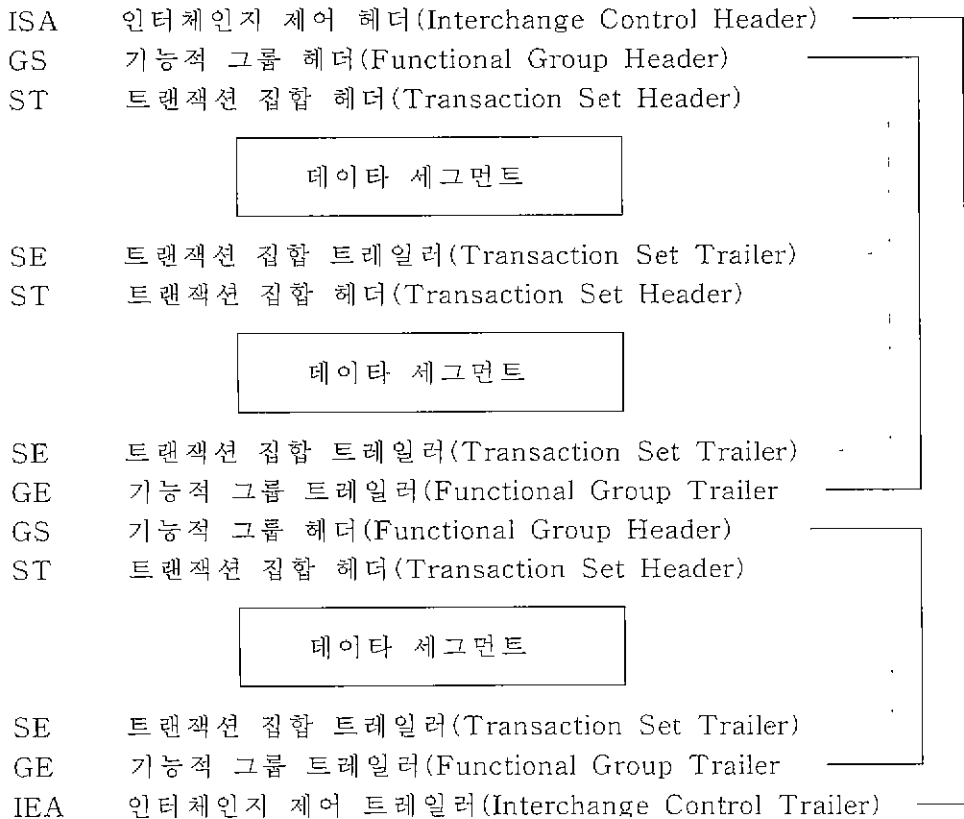 ISA 인터체인지 제어 헤더(Interchange Control Header)
GS 기능적 그룹 헤더(Functional Group Header)
ST 트랜잭션 집합 헤더(Transaction Set Header)
데이타 세그먼트
SE 트랜잭션 집합 트레일러(Transaction Set Trailer)
ST 트랜잭션 집합 헤더(Transaction Set Header)
데이타 세그먼트
SE 트랜잭션 집합 트레일러(Transaction Set Trailer)
GE 기능적 그룹 트레일러(Functional Group Trailer
GS 기능적 그룹 헤더(Functional Group Header)
ST 트랜잭션 집합 헤더(Transaction Set Header)
데이타 세그먼트
SE 트랜잭션 집합 트레일러(Transaction Set Trailer)
GE 기능적 그룹 트레일러(Functional Group Trailer
IEA 인터체인지 제어 트레일러(Interchange Control Trailer)